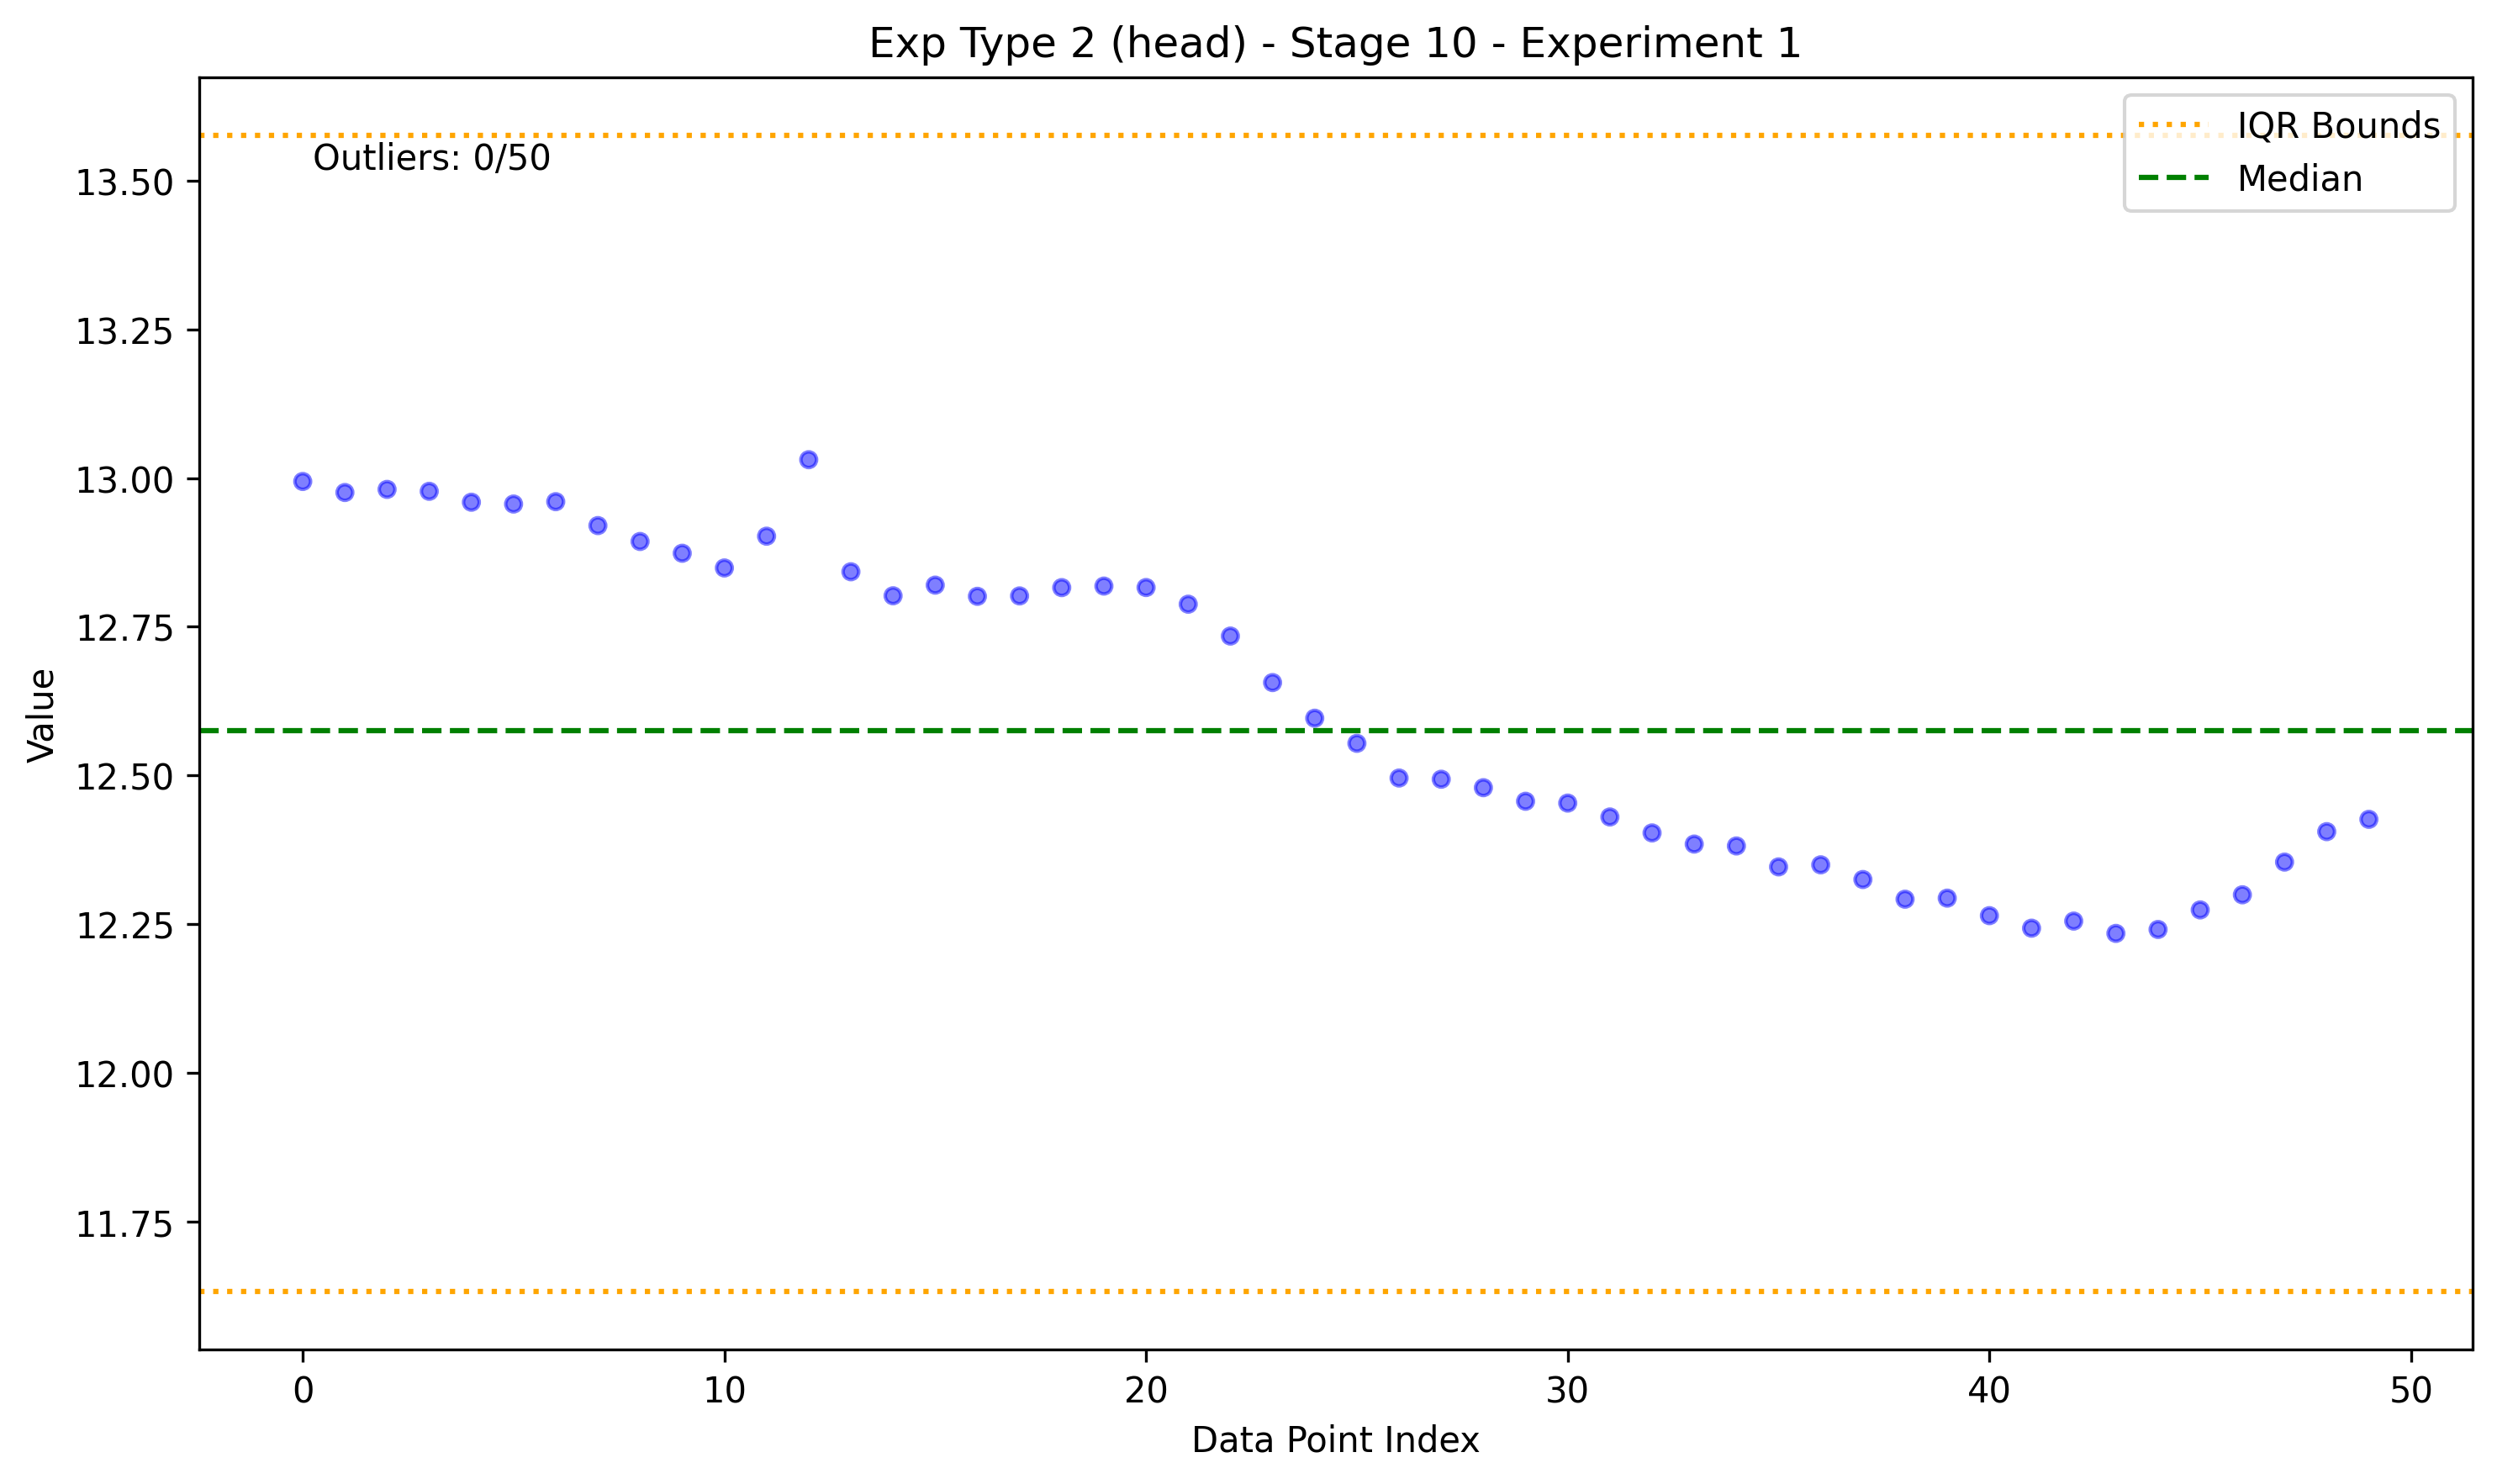 Exp Type 2 (head) - Stage 10 - Experiment 1
IQR Bounds
Median
Outliers: 0/50
Value
13.50
13.25
13.00
12.75
12.50
12.25
12.00
11.75
0 10 20 30 40 50
Data Point Index